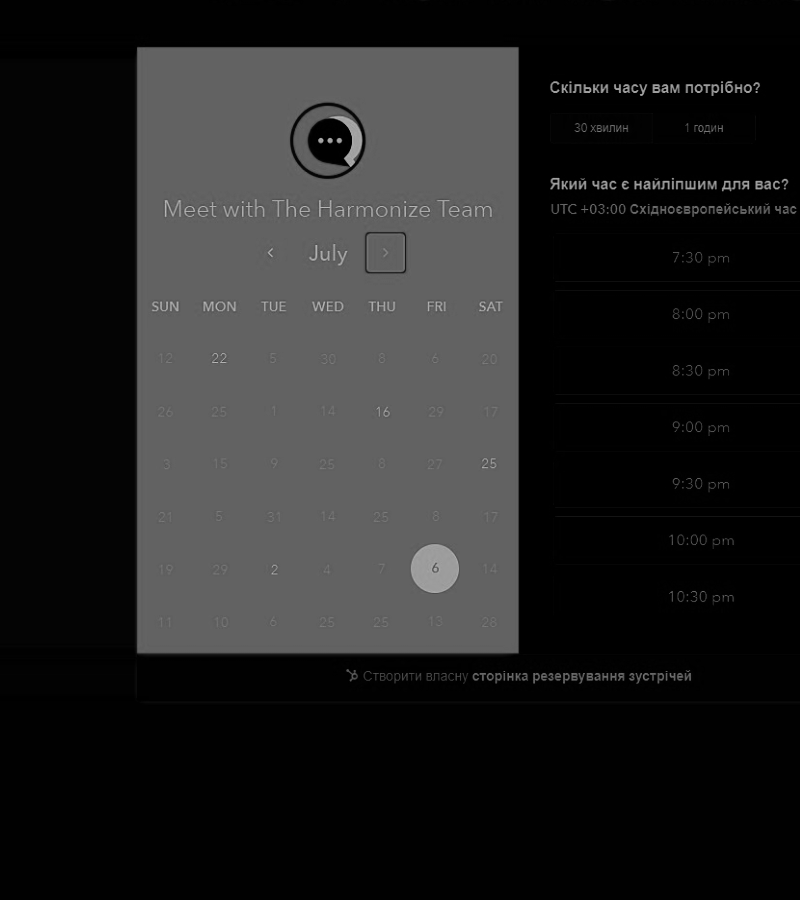 Meet with The Harmonize Team
July
SUN MON TUE WED THU FRI SAT
12 22 5 30 8 6 20
26 25 1 14 16 29 17
3 15 9 25 8 27 25
21 5 31 14 25 8 17
19 29 2 4 7 6 14
11 10 6 25 25 13 28
Скільки часу вам потрібно?
30 хвилин 1 годин
Який час є найліпшим для вас?
UTC +03:00 Східноєвропейський час
7:30 pm
8:00 pm
8:30 pm
9:00 pm
9:30 pm
10:00 pm
10:30 pm
Створити власну сторінка резервування зустрічей